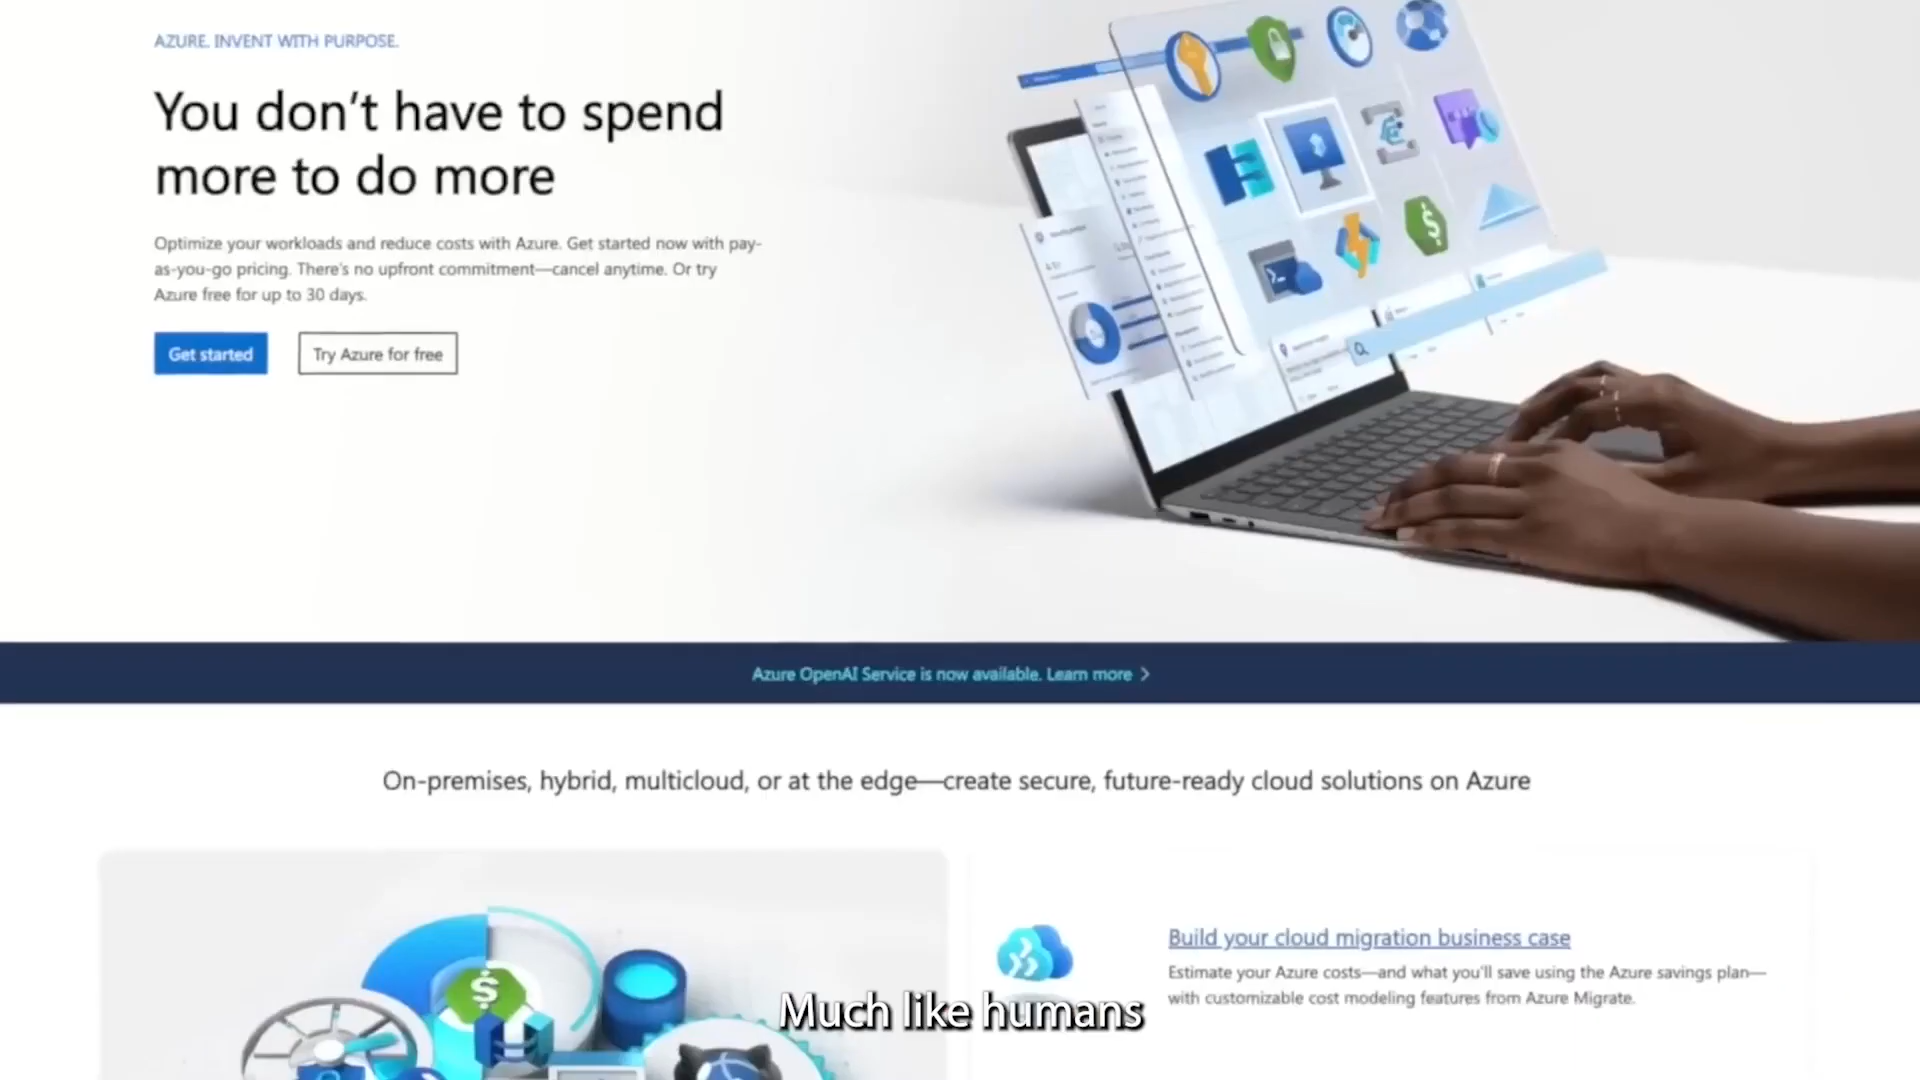 AZURE. INVENT WITH PURPOSE.
You don't have to spend
more to do more
Optimize your workloads and reduce costs with Azure. Get started now with pay-
as-you-go pricing. There's no upfront commitment—cancel anytime. Or try
Azure free for up to 30 days.
Get started
Try Azure for free
Azure OpenAI Service is now available. Learn more
On-premises, hybrid, multicloud, or at the edge—create secure, future-ready cloud solutions on Azure
Build your cloud migration business case
Estimate your Azure costs—and what you'll save using the Azure savings plan—
with customizable cost modeling features from Azure Migrate.
Much like humans